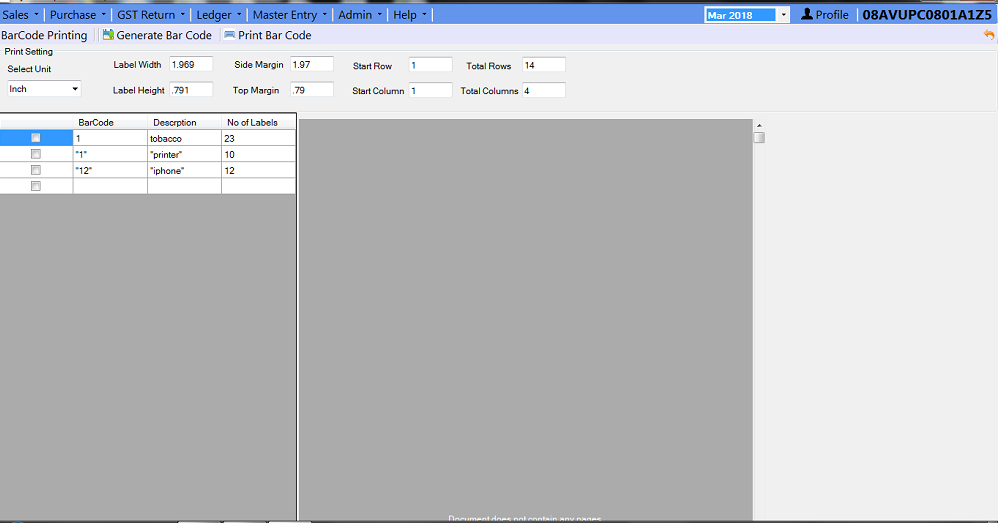 Sales Purchase GST Return Ledger Master Entry Admin Help Mar 2018 Profile 08AVUPC0801A1Z5
BarCode Printing Generate Bar Code Print Bar Code
Print Setting
Select Unit Label Width 1.969 Side Margin 1.97 Start Row 1 Total Rows 14
Inch Label Height .791 Top Margin .79 Start Column 1 Total Columns 4
BarCode Descrption No of Labels
1 tobacco 23
"1" "printer" 10
"12" "iphone" 12
Document does not contain any pages.